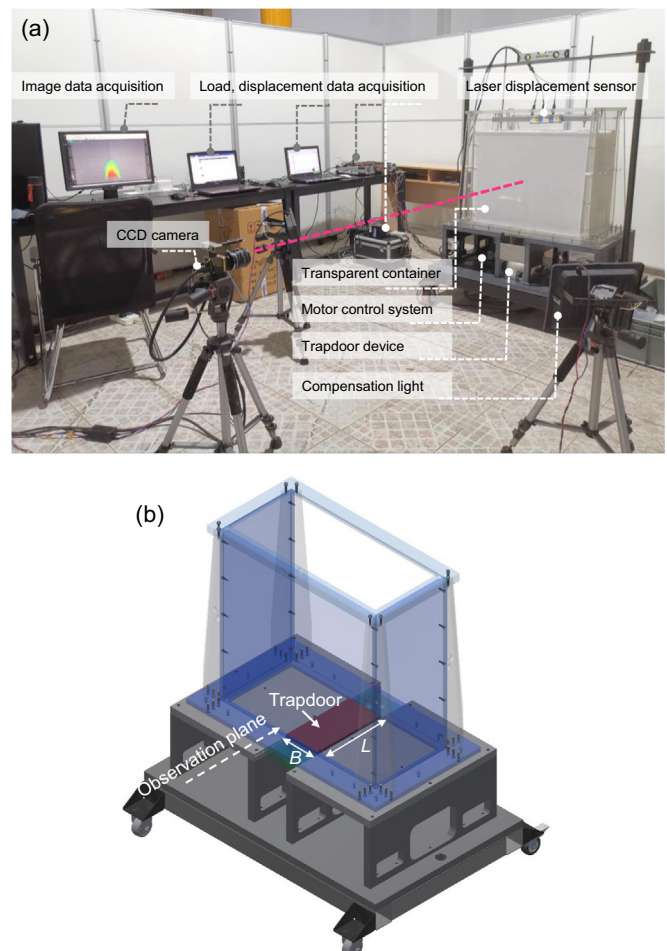 (a)
Image data acquisition
Load, displacement data acquisition
Laser displacement sensor
CCD camera
Transparent container
Motor control system
Trapdoor device
Compensation light
(b)
Trapdoor
Observation plane
B
L